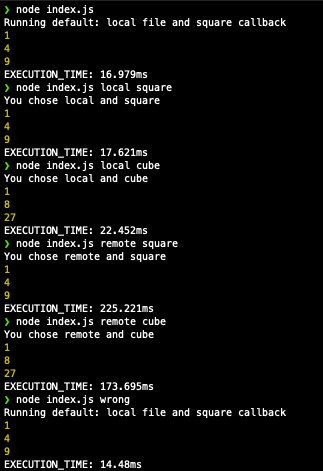 ❯ node index.js
Running default: local file and square callback
1
4
9
EXECUTION_TIME: 16.979ms
❯ node index.js local square
You chose local and square
1
4
9
EXECUTION_TIME: 17.621ms
❯ node index.js local cube
You chose local and cube
1
8
27
EXECUTION_TIME: 22.452ms
❯ node index.js remote square
You chose remote and square
1
4
9
EXECUTION_TIME: 225.221ms
❯ node index.js remote cube
You chose remote and cube
1
8
27
EXECUTION_TIME: 173.695ms
❯ node index.js wrong
Running default: local file and square callback
1
4
9
EXECUTION_TIME: 14.48ms